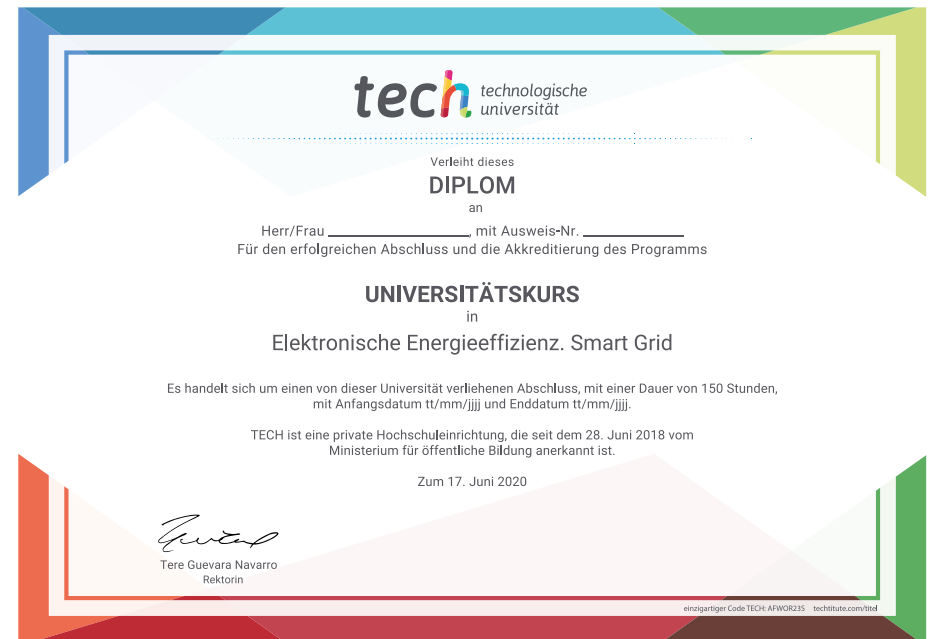 tech technologische
universität
Verleiht dieses
DIPLOM
an
Herr/Frau ____________________, mit Ausweis-Nr. ______________
Für den erfolgreichen Abschluss und die Akkreditierung des Programms
UNIVERSITÄTSKURS
in
Elektronische Energieeffizienz. Smart Grid
Es handelt sich um einen von dieser Universität verliehenen Abschluss, mit einer Dauer von 150 Stunden,
mit Anfangsdatum tt/mm/jjjj und Enddatum tt/mm/jjjj.
TECH ist eine private Hochschuleinrichtung, die seit dem 28. Juni 2018 vom
Ministerium für öffentliche Bildung anerkannt ist.
Zum 17. Juni 2020
Tere Guevara Navarro
Rektorin
einzigartiger Code TECH: AFWOR23S techtitute.com/titel